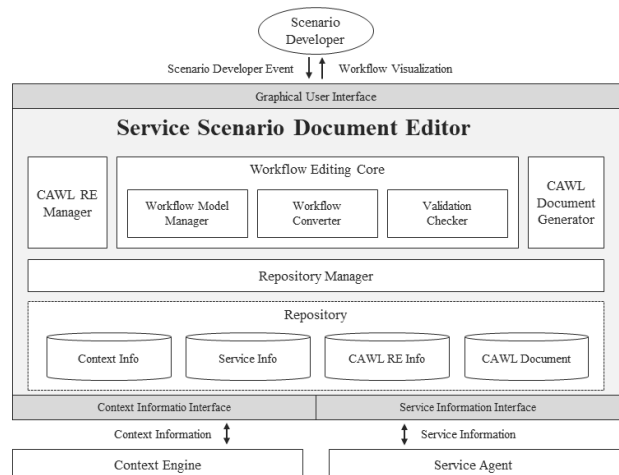 Scenario
Developer
Scenario Developer Event
Workflow Visualization
Graphical User Interface
Service Scenario Document Editor
CAWL RE
Manager
Workflow Editing Core
Workflow Model
Manager
Workflow
Converter
Validation
Checker
CAWL
Document
Generator
Repository Manager
Repository
Context Info
Service Info
CAWL RE Info
CAWL Document
Context Informatio Interface
Service Information Interface
Context Information
Service Information
Context Engine
Service Agent